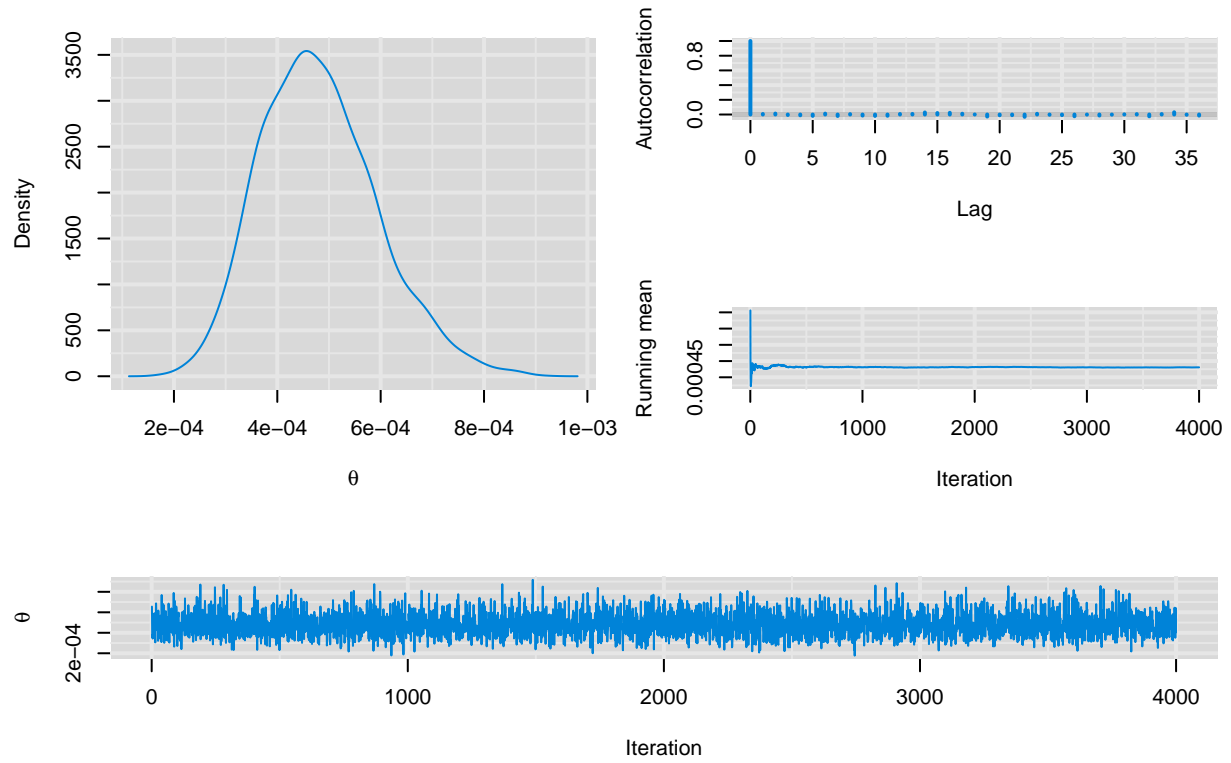 Density
0
500
1500
2500
3500
2e−04
4e−04
6e−04
8e−04
1e−03
θ
Autocorrelation
0.0
0.8
0
5
10
15
20
25
30
35
Lag
Running mean
0.00045
0
1000
2000
3000
4000
Iteration
θ
2e−04
0
1000
2000
3000
4000
Iteration